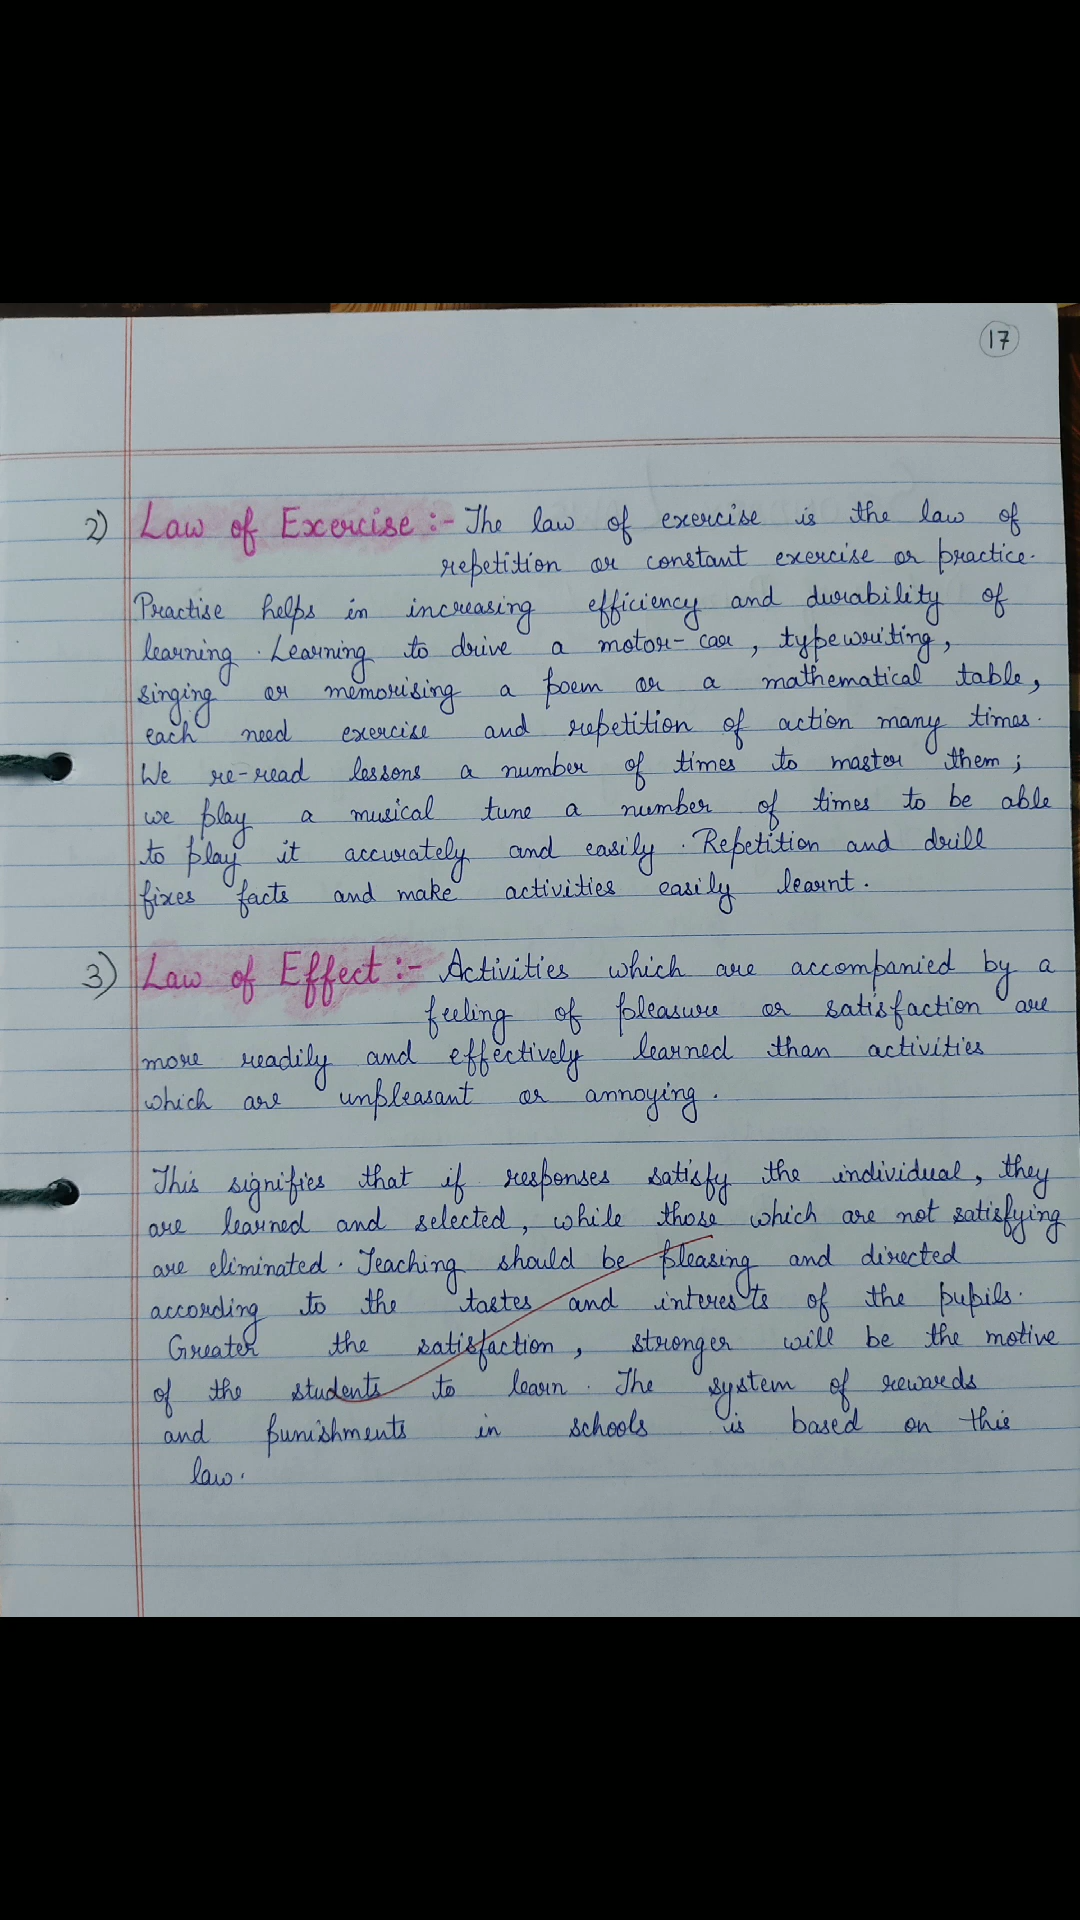 17
2) Law of Exercise :- The law of exercise is the law of
repetition or constant exercise or practice.
Practise helps in increasing efficiency and durability of
learning. Learning to drive a motor-car, typewriting,
singing or memorising a poem or a mathematical table,
each need exercise and repetition of action many times.
We re-read lessons a number of times to master them ;
we play a musical tune a number of times to be able
to play it accurately and easily. Repetition and drill
fixes facts and make activities easily learnt.
3) Law of Effect :- Activities which are accompanied by a
feeling of pleasure or satisfaction are
more readily and effectively learned than activities
which are unpleasant or annoying.
This signifies that if responses satisfy the individual, they
are learned and selected, while those which are not satisfying
are eliminated. Teaching should be pleasing and directed
according to the tastes and interests of the pupils.
Greater the satisfaction, stronger will be the motive
of the students to learn. The system of rewards
and punishments in schools is based on this
law.